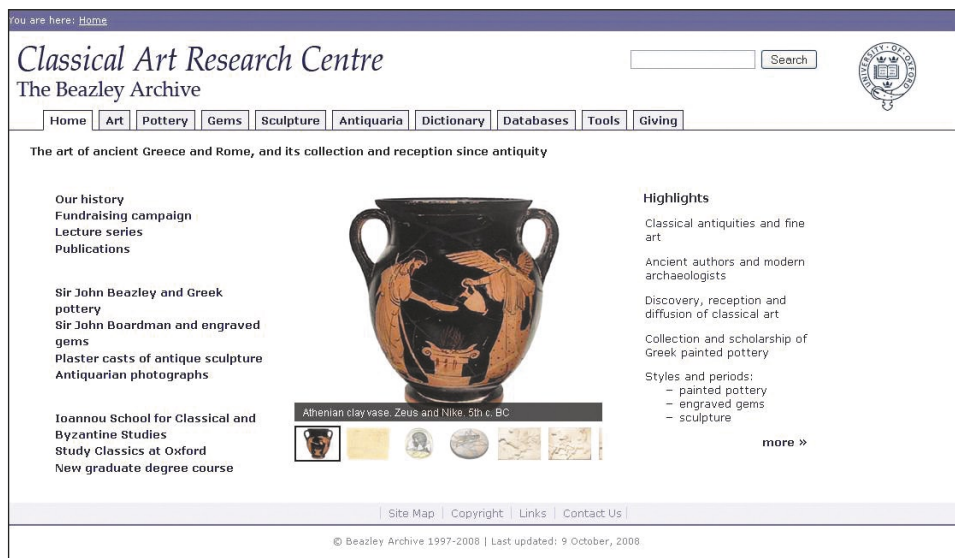 You are here: Home
Classical Art Research Centre
The Beazley Archive
Search
UNIVERSITY · OF · OXFORD
Home Art Pottery Gems Sculpture Antiquaria Dictionary Databases Tools Giving
The art of ancient Greece and Rome, and its collection and reception since antiquity
Our history
Fundraising campaign
Lecture series
Publications
Sir John Beazley and Greek
pottery
Sir John Boardman and engraved
gems
Plaster casts of antique sculpture
Antiquarian photographs
Ioannou School for Classical and
Byzantine Studies
Study Classics at Oxford
New graduate degree course
Athenian clay vase. Zeus and Nike. 5th c. BC
Highlights
Classical antiquities and fine
art
Ancient authors and modern
archaeologists
Discovery, reception and
diffusion of classical art
Collection and scholarship of
Greek painted pottery
Styles and periods:
– painted pottery
– engraved gems
– sculpture
more »
| Site Map | Copyright | Links | Contact Us |
© Beazley Archive 1997-2008 | Last updated: 9 October, 2008